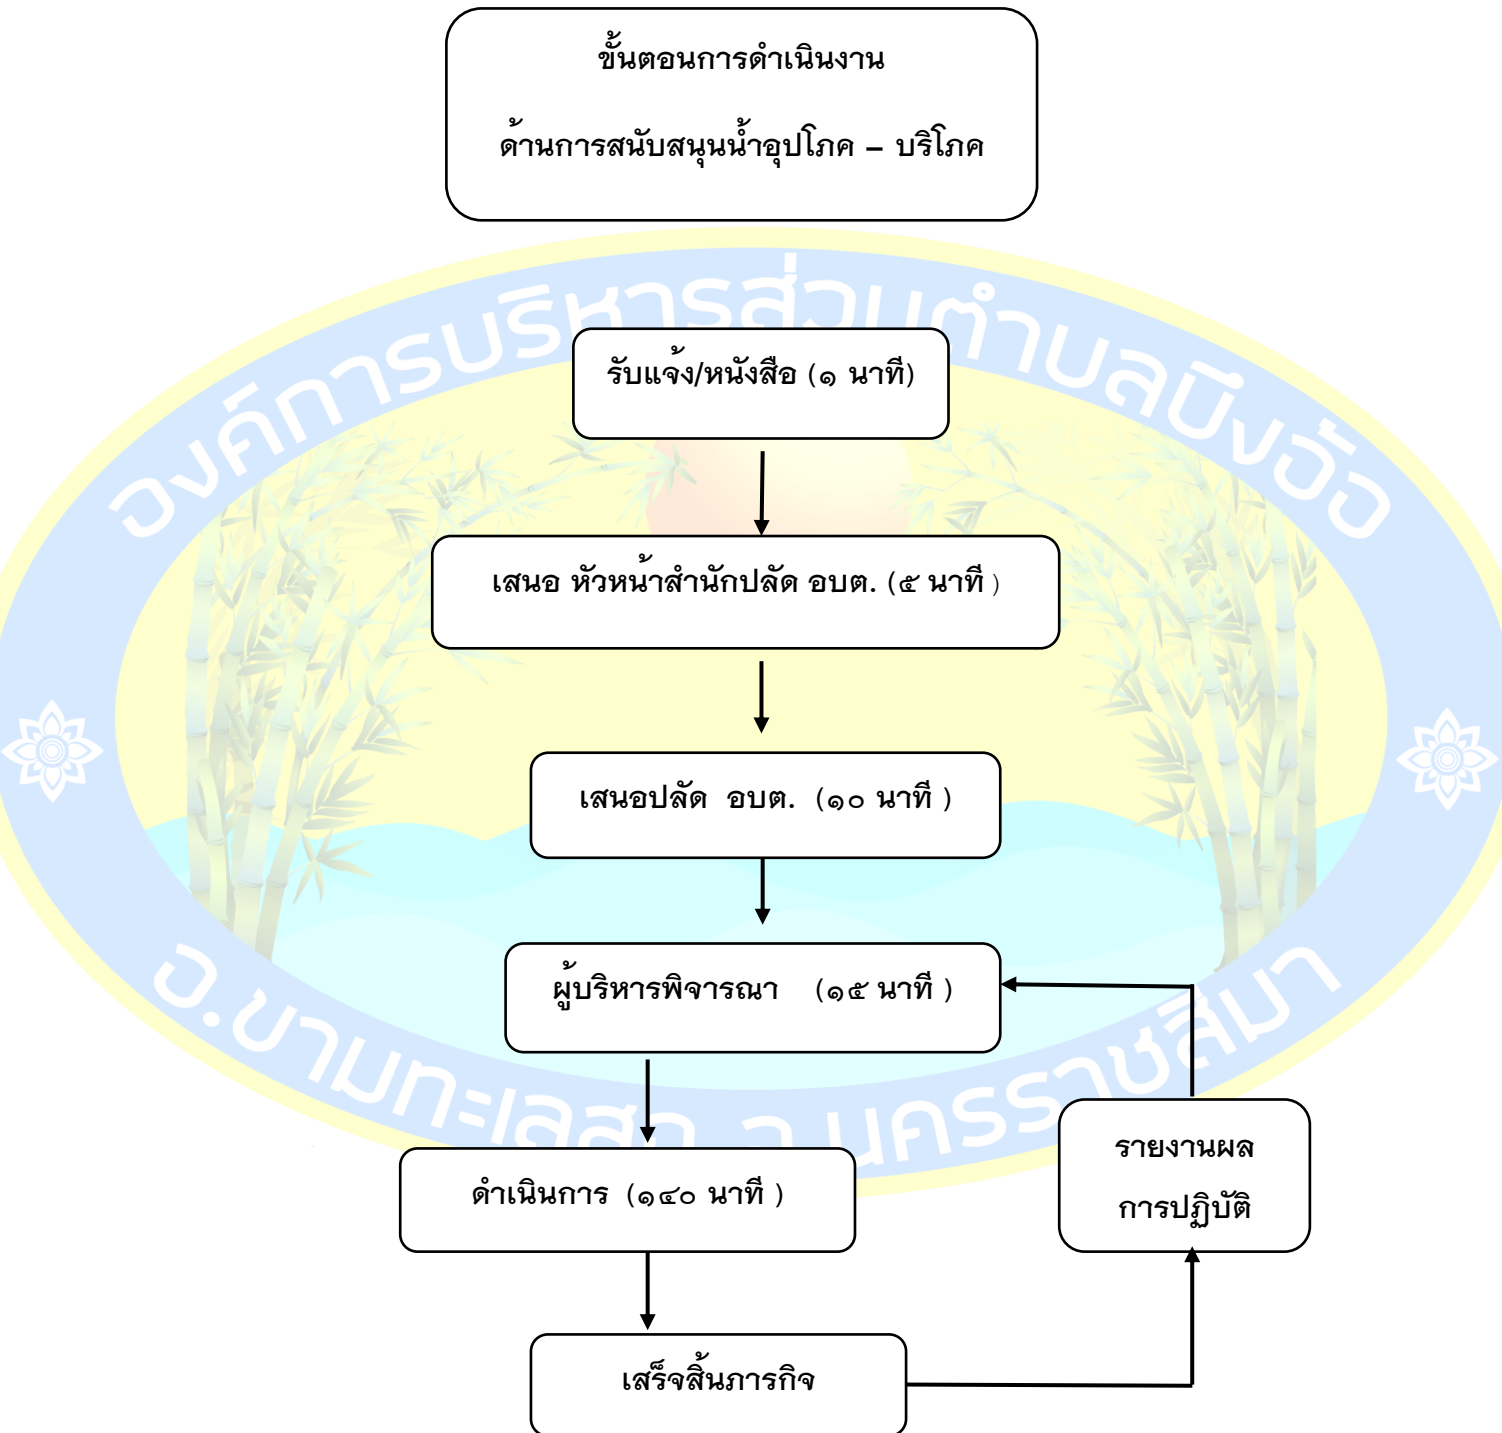 ขั้นตอนการดำเนินงาน
ด้านการสนับสนุนน้ำอุปโภค – บริโภค
องค์การบริหารส่วนตำบลบึงอ้อ
รับแจ้ง/หนังสือ (๑ นาที)
เสนอ หัวหน้าสำนักปลัด อบต. (๕ นาที )
เสนอปลัด อบต. (๑๐ นาที )
ผู้บริหารพิจารณา (๑๕ นาที )
ดำเนินการ (๑๔๐ นาที )
รายงานผล
การปฏิบัติ
เสร็จสิ้นภารกิจ
อ.ขามทะเลสอ จ.นครราชสีมา